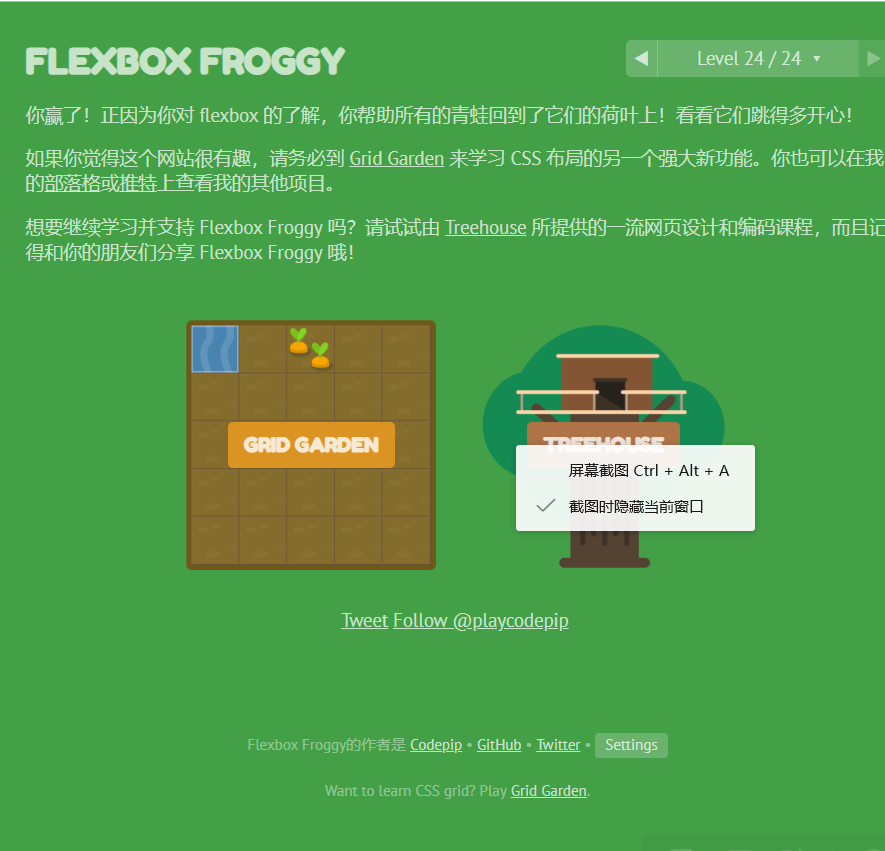 FLEXBOX FROGGY
◀ Level 24 / 24 ▼ ▶
你赢了！正因为你对 flexbox 的了解，你帮助所有的青蛙回到了它们的荷叶上！看看它们跳得多开心！
如果你觉得这个网站很有趣，请务必到 Grid Garden 来学习 CSS 布局的另一个强大新功能。你也可以在我
的部落格或推特上查看我的其他项目。
想要继续学习并支持 Flexbox Froggy 吗？请试试由 Treehouse 所提供的一流网页设计和编码课程，而且记
得和你的朋友们分享 Flexbox Froggy 哦！
GRID GARDEN
TREEHOUSE
屏幕截图 Ctrl + Alt + A
截图时隐藏当前窗口
Tweet Follow @playcodepip
Flexbox Froggy的作者是 Codepip • GitHub • Twitter • Settings
Want to learn CSS grid? Play Grid Garden.